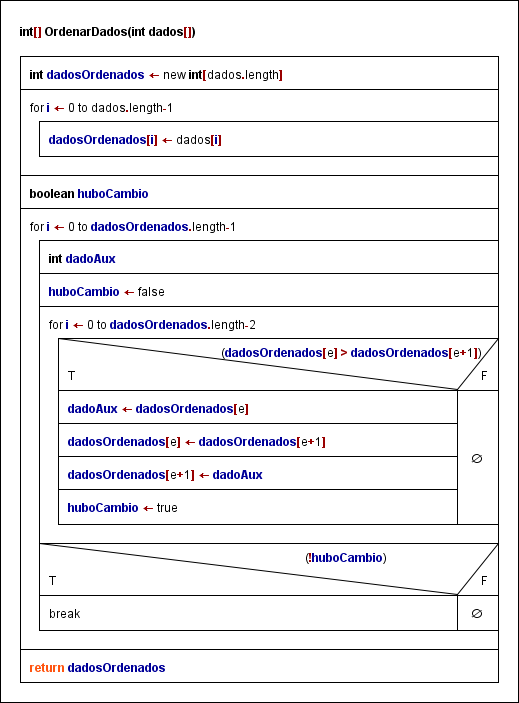 int[] OrdenarDados(int dados[])
int dadosOrdenados ← new int[dados.length]
for i ← 0 to dados.length-1
dadosOrdenados[i] ← dados[i]
boolean huboCambio
for i ← 0 to dadosOrdenados.length-1
int dadoAux
huboCambio ← false
for i ← 0 to dadosOrdenados.length-2
(dadosOrdenados[e] > dadosOrdenados[e+1])
T F
dadoAux ← dadosOrdenados[e]
dadosOrdenados[e] ← dadosOrdenados[e+1]
∅
dadosOrdenados[e+1] ← dadoAux
huboCambio ← true
(!huboCambio)
T F
break ∅
return dadosOrdenados